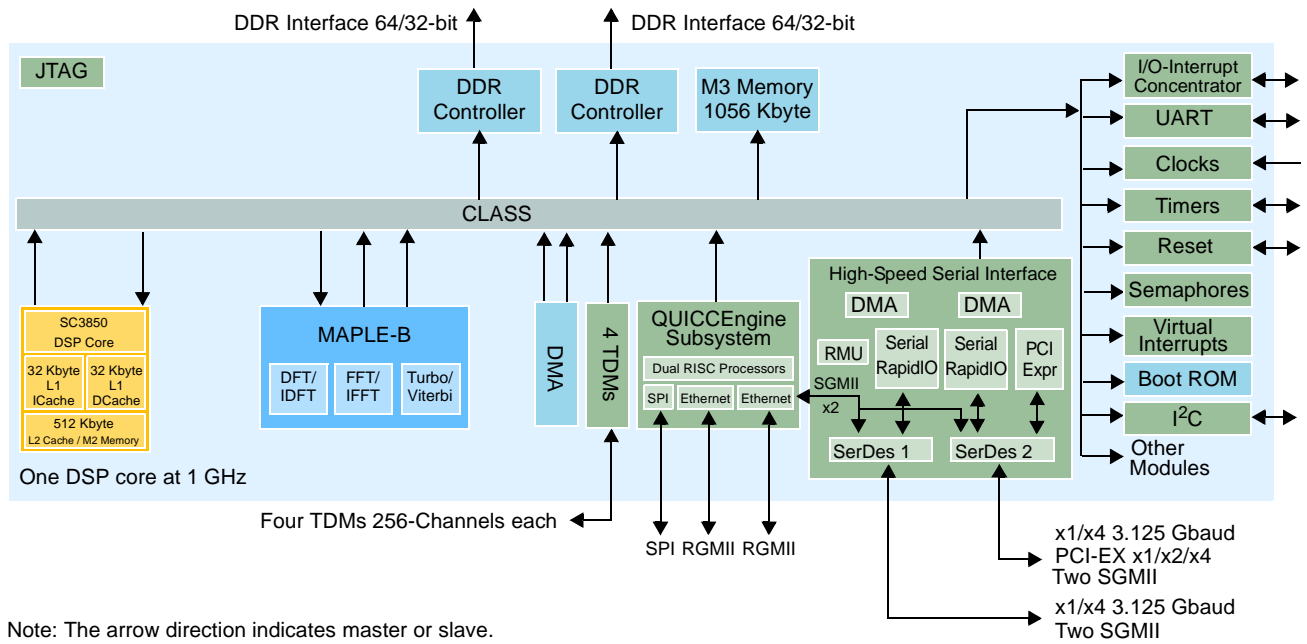 DDR Interface 64/32-bit
DDR Interface 64/32-bit
JTAG
DDR
Controller
DDR
Controller
M3 Memory
1056 Kbyte
I/O-Interrupt
Concentrator
UART
Clocks
Timers
Reset
Semaphores
Virtual
Interrupts
Boot ROM
I²C
Other
Modules
CLASS
SC3850
DSP Core
32 Kbyte
L1
ICache
32 Kbyte
L1
DCache
512 Kbyte
L2 Cache / M2 Memory
One DSP core at 1 GHz
MAPLE-B
DFT/
IDFT
FFT/
IFFT
Turbo/
Viterbi
DMA
4 TDMs
QUICCEngine
Subsystem
Dual RISC Processors
SPI
Ethernet
Ethernet
SGMII
x2
High-Speed Serial Interface
DMA
DMA
RMU
Serial
RapidIO
Serial
RapidIO
PCI
Expr
SerDes 1
SerDes 2
Four TDMs 256-Channels each
SPI
RGMII
RGMII
x1/x4 3.125 Gbaud
PCI-EX x1/x2/x4
Two SGMII
x1/x4 3.125 Gbaud
Two SGMII
Note: The arrow direction indicates master or slave.